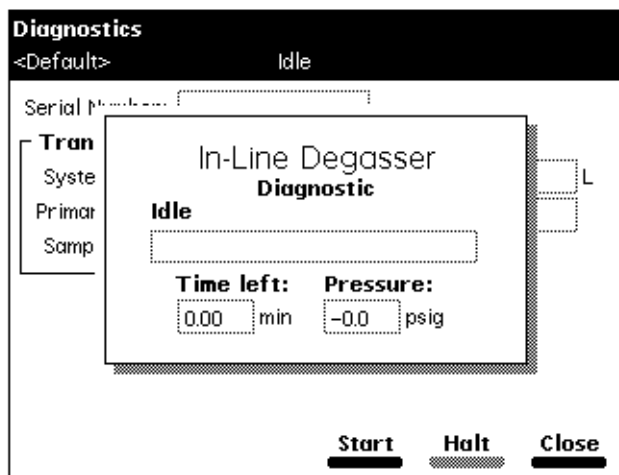 Diagnostics
<Default> Idle
Serial
Tran
Syste L
Primar
Samp
In-Line Degasser
Diagnostic
Idle
Time left: Pressure:
0.00 min -0.0 psig
Start Halt Close